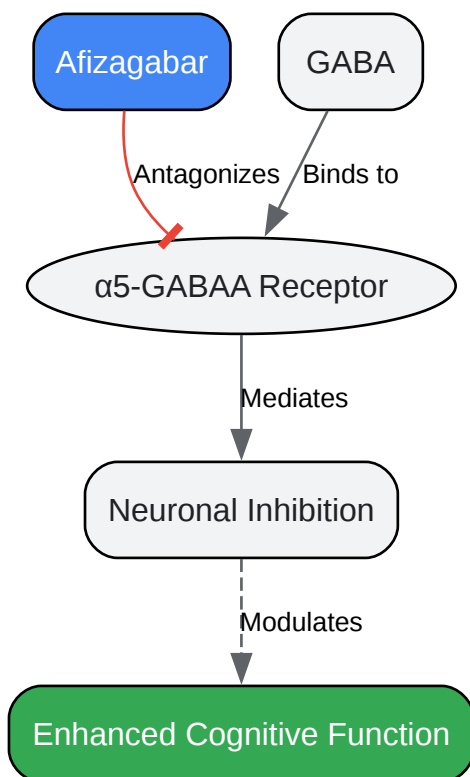 Afizagabar
GABA
Antagonizes
Binds to
α5-GABAA Receptor
Mediates
Neuronal Inhibition
Modulates
Enhanced Cognitive Function